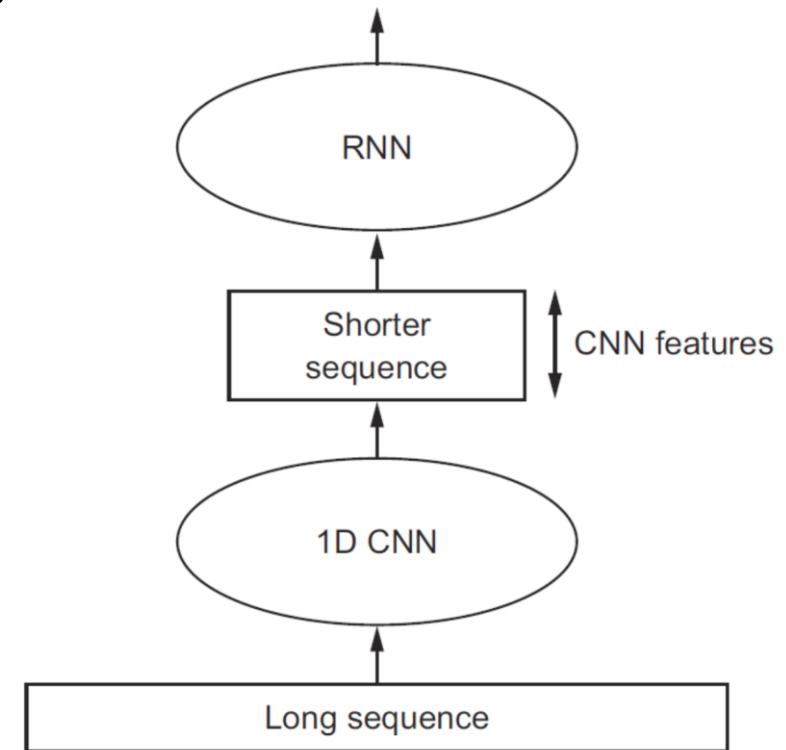 RNN
Shorter
sequence
CNN features
1D CNN
Long sequence